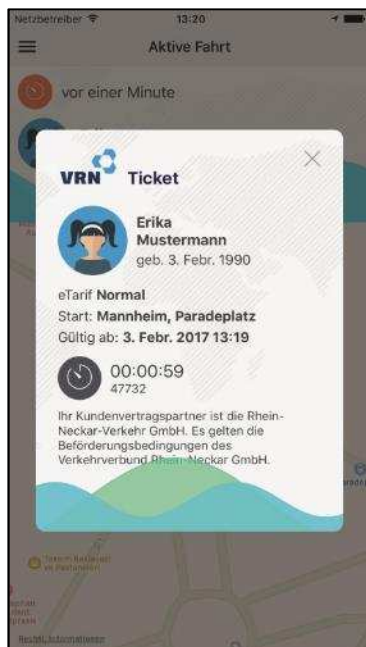 Netzbetreiber 13:20
Aktive Fahrt
vor einer Minute
VRN Ticket
Erika
Mustermann
geb. 3. Febr. 1990
eTarif Normal
Start: Mannheim, Paradeplatz
Gültig ab: 3. Febr. 2017 13:19
00:00:59
47732
Ihr Kundenvertragspartner ist die Rhein-
Neckar-Verkehr GmbH. Es gelten die
Beförderungsbedingungen des
Verkehrverbund Rhein-Neckar GmbH.
Rechtl. Informationen